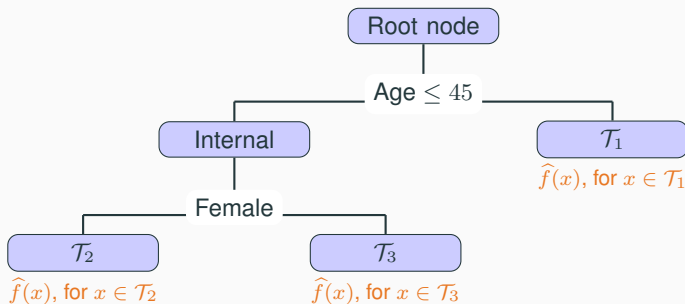 Root node
Age ≤ 45
Internal
𝒯₁
f̂(x), for x ∈ 𝒯₁
Female
𝒯₂
𝒯₃
f̂(x), for x ∈ 𝒯₂
f̂(x), for x ∈ 𝒯₃